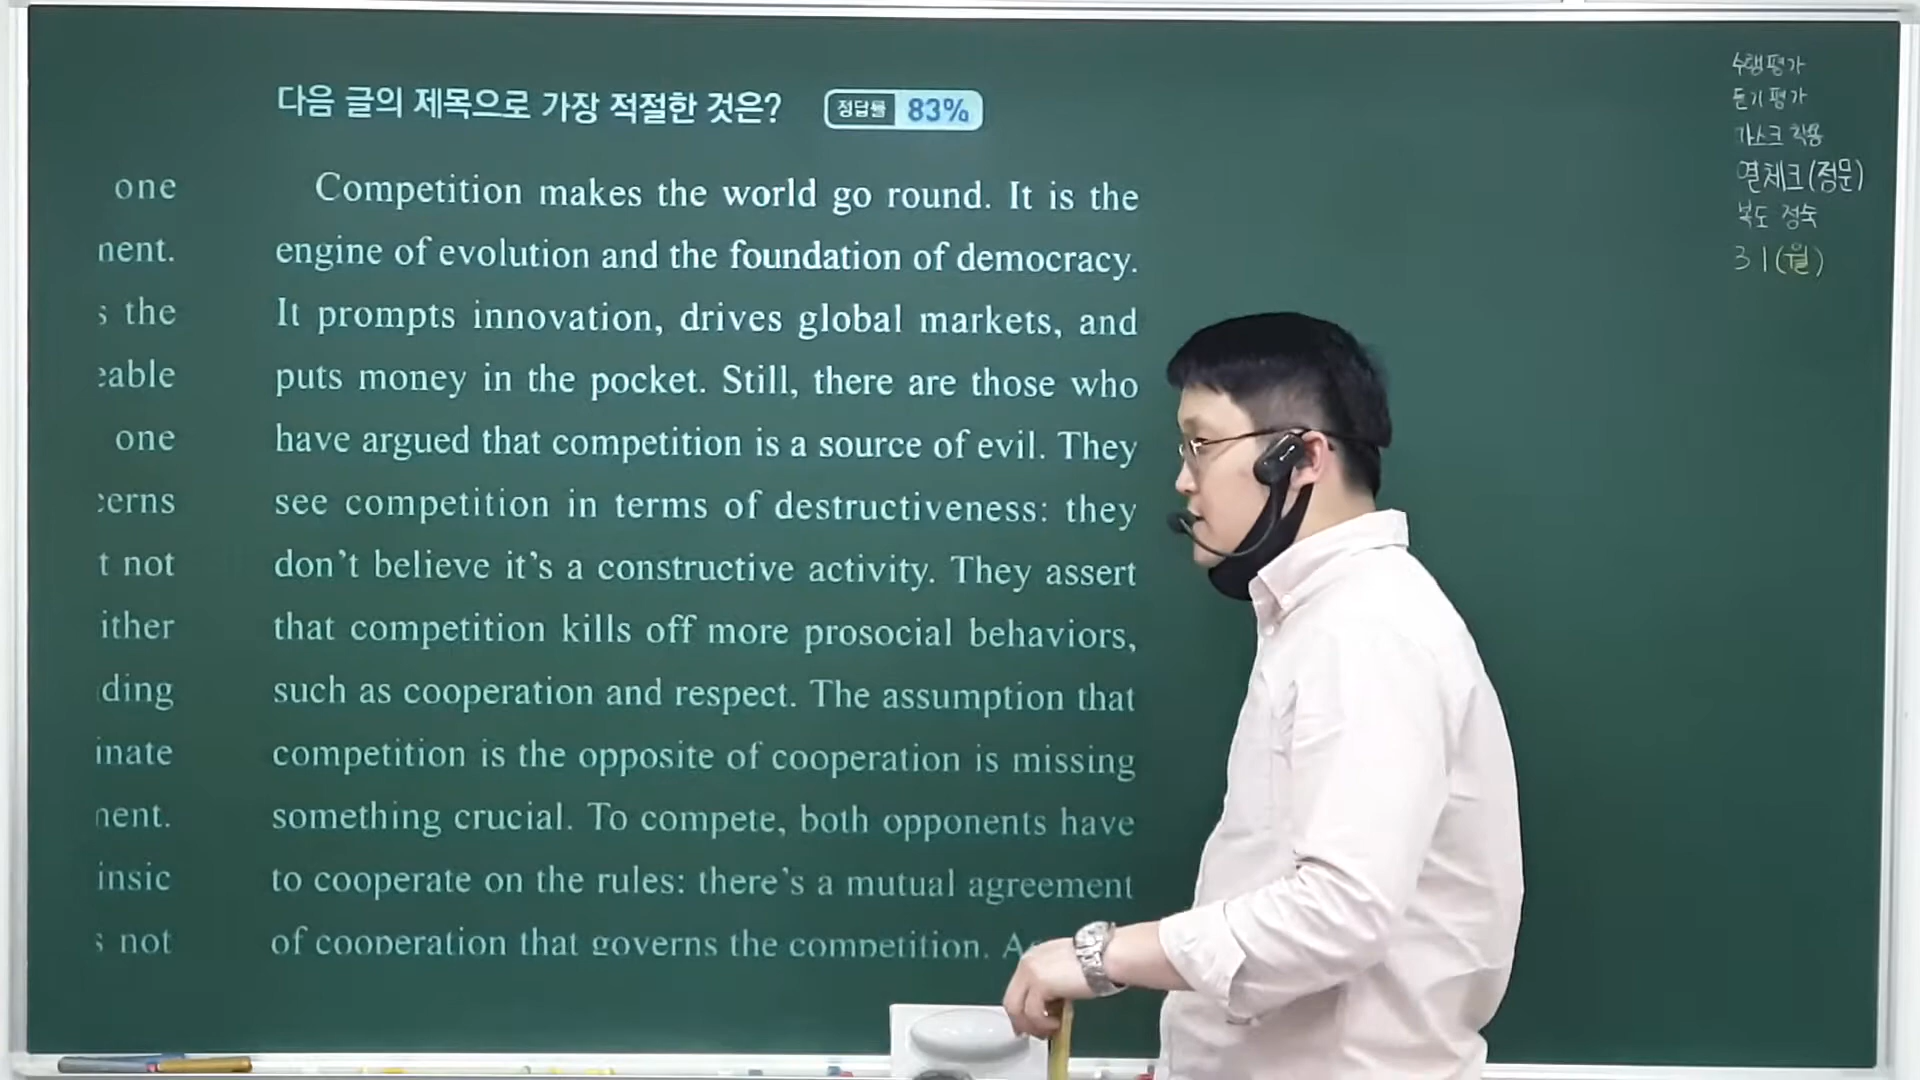 다음 글의 제목으로 가장 적절한 것은?
정답률 83%
Competition makes the world go round. It is the
engine of evolution and the foundation of democracy.
It prompts innovation, drives global markets, and
puts money in the pocket. Still, there are those who
have argued that competition is a source of evil. They
see competition in terms of destructiveness: they
don't believe it's a constructive activity. They assert
that competition kills off more prosocial behaviors,
such as cooperation and respect. The assumption that
competition is the opposite of cooperation is missing
something crucial. To compete, both opponents have
to cooperate on the rules: there's a mutual agreement
of cooperation that governs the competition.
one
ment.
s the
eable
one
cerns
t not
ither
ding
inate
nent.
insic
s not
수행평가
듣기평가
마스크 착용
열체크(정문)
복도 정숙
31(월)